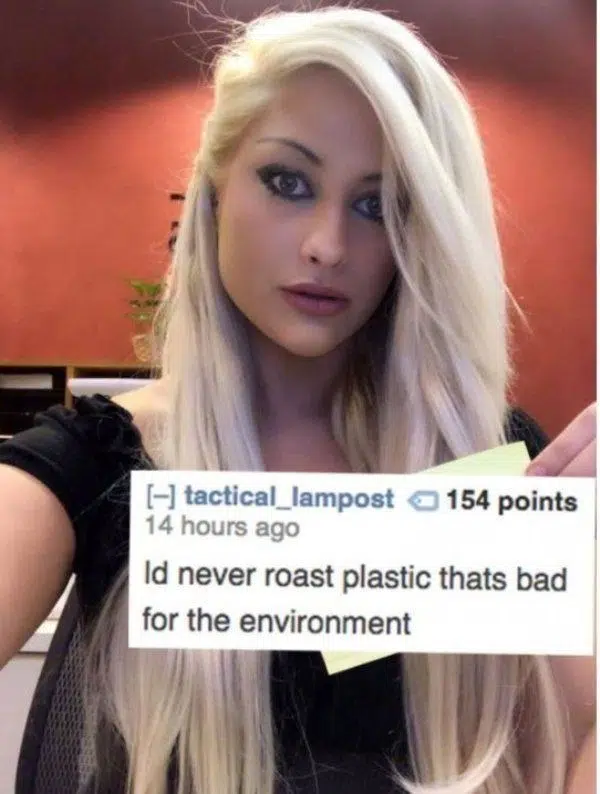 [–] tactical_lampost 154 points
14 hours ago
Id never roast plastic thats bad
for the environment